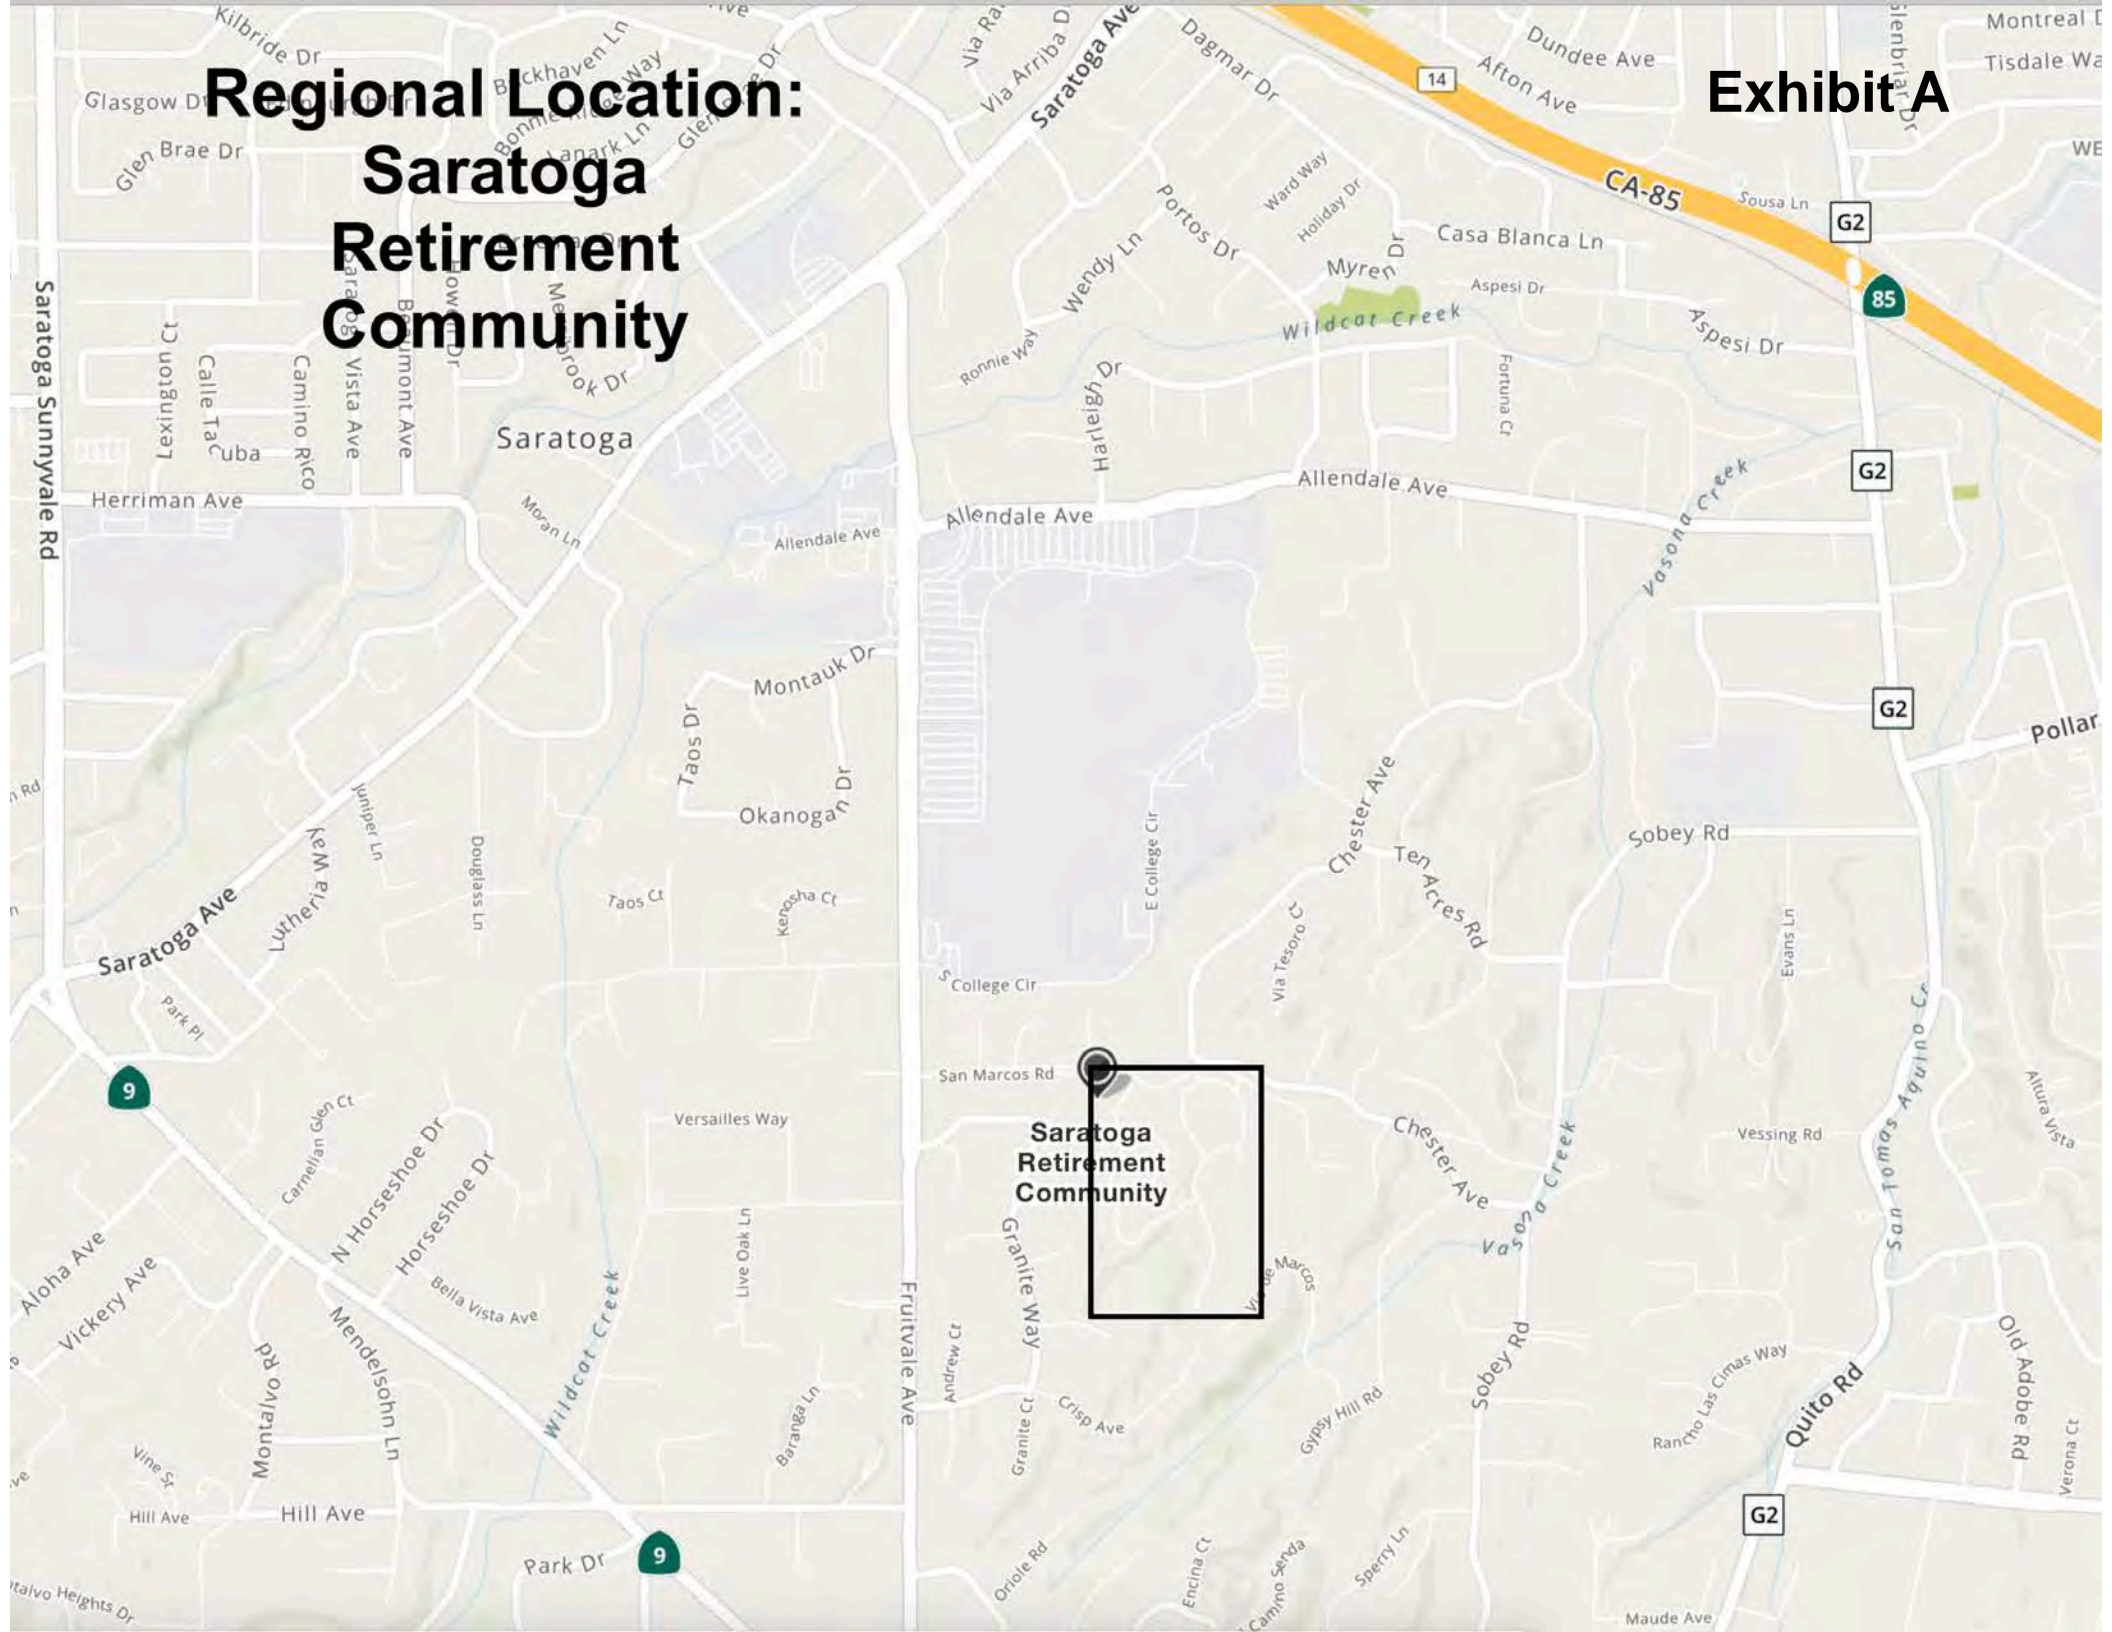 Regional Location:
Saratoga
Retirement
Community
Exhibit A
Kilbride Dr
Glen Brae Dr
Lanark Ln
Saratoga Ave
Via Arriba D
Dagmar Dr
14
Afton Ave
Dundee Ave
Glenbriar Dr
Montreal D
Tisdale Wa
WE
CA-85
Sousa Ln
G2
85
Ward Way
Holiday Dr
Portos Dr
Wendy Ln
Casa Blanca Ln
Myren Dr
Aspesi Dr
Aspesi Dr
Wildcat Creek
Ronnie Way
Harleigh Dr
Fortuna Ct
Saratoga Sunnyvale Rd
Lexington Ct
Calle Tacuba
Camino Rico
Saratoga Vista Ave
Beaumont Ave
Saratoga
G2
Herriman Ave
Moran Ln
Allendale Ave
Allendale Ave
Allendale Ave
Vasona Creek
Montauk Dr
Taos Dr
Okanogan Dr
G2
Pollar
n Rd
Juniper Ln
Lutheria Way
Douglass Ln
Taos Ct
Kenosha Ct
E College Cir
Chester Ave
Ten Acres Rd
Sobey Rd
Saratoga Ave
Via Tesoro Ct
Evans Ln
S College Cir
Park Pl
San Tomas Aquino Cr
9
San Marcos Rd
Saratoga
Retirement
Community
Carnelian Glen Ct
N Horseshoe Dr
Horseshoe Dr
Versailles Way
Chester Ave
Vasona Creek
Vessing Rd
Altura Vista
Aloha Ave
Vickery Ave
Bella Vista Ave
Live Oak Ln
Granite Way
Wildcat Creek
Fruitvale Ave
Montalvo Rd
Mendelsohn Ln
Andrew Ct
Granite Ct
Crisp Ave
Baranga Ln
Gypsy Hill Rd
Sobey Rd
Rancho Las Cimas Way
Quito Rd
Old Adobe Rd
Verona Ct
Vine St
Hill Ave
Hill Ave
G2
Park Dr
9
Oriole Rd
Encina Ct
Camino Senda
Sperry Ln
Maude Ave
talvo Heights Dr